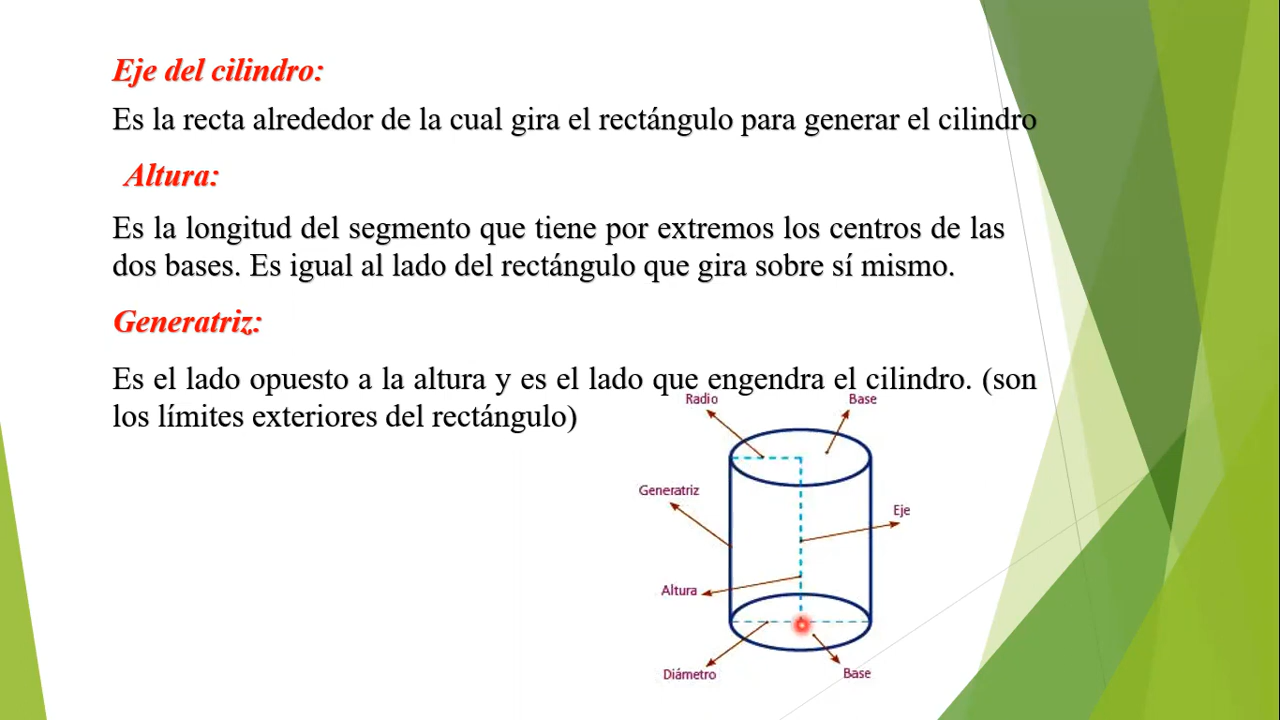 Eje del cilindro:
Es la recta alrededor de la cual gira el rectángulo para generar el cilindro
Altura:
Es la longitud del segmento que tiene por extremos los centros de las
dos bases. Es igual al lado del rectángulo que gira sobre sí mismo.
Generatriz:
Es el lado opuesto a la altura y es el lado que engendra el cilindro. (son
los límites exteriores del rectángulo)
Radio
Base
Generatriz
Eje
Altura
Diámetro
Base